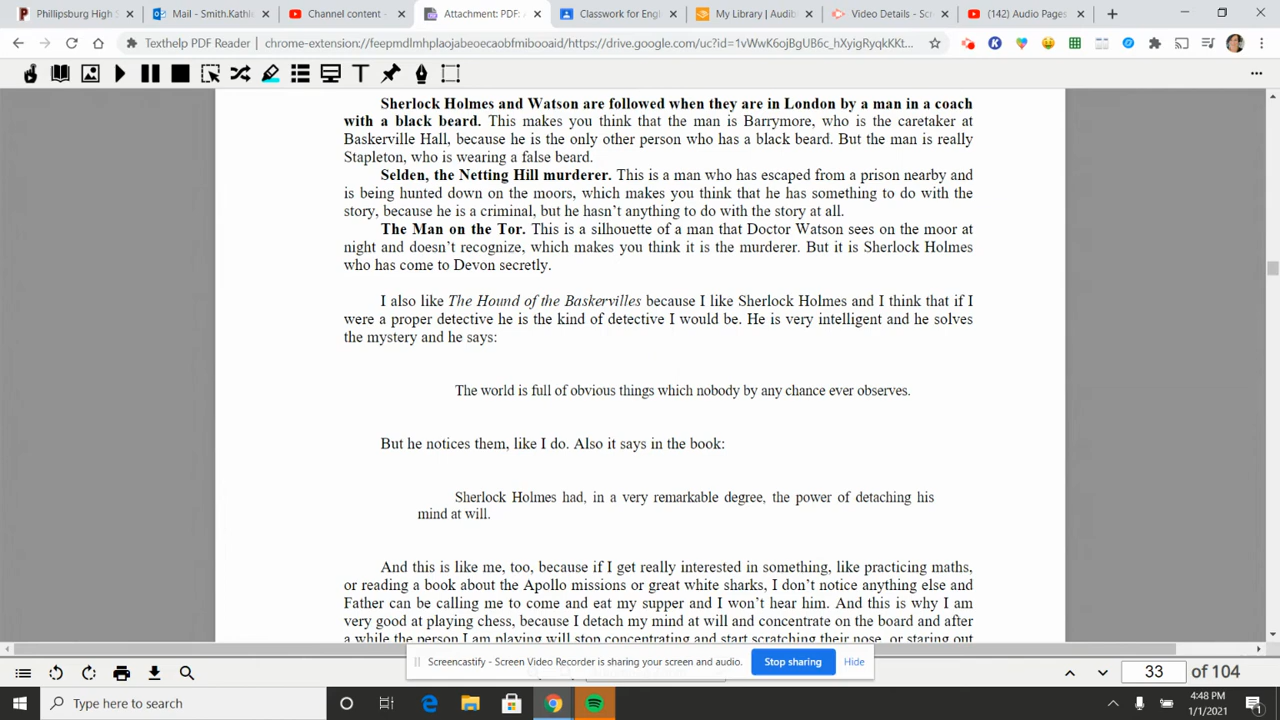 Phillipsburg High S
Mail - Smith.Kathl
Channel content -
Attachment: PDF:
Classwork for Engl
My Library | Audib
Video Details - Scr
(142) Audio Pages
Texthelp PDF Reader
chrome-extension://feepmdlmhplaojabeoecaobfmibooaid/https://drive.google.com/uc?id=1vWwK6ojBgUB6c_hXyigRyqkKKt...
Sherlock Holmes and Watson are followed when they are in London by a man in a coach
with a black beard. This makes you think that the man is Barrymore, who is the caretaker at
Baskerville Hall, because he is the only other person who has a black beard. But the man is really
Stapleton, who is wearing a false beard.
Selden, the Netting Hill murderer. This is a man who has escaped from a prison nearby and
is being hunted down on the moors, which makes you think that he has something to do with the
story, because he is a criminal, but he hasn't anything to do with the story at all.
The Man on the Tor. This is a silhouette of a man that Doctor Watson sees on the moor at
night and doesn't recognize, which makes you think it is the murderer. But it is Sherlock Holmes
who has come to Devon secretly.
I also like The Hound of the Baskervilles because I like Sherlock Holmes and I think that if I
were a proper detective he is the kind of detective I would be. He is very intelligent and he solves
the mystery and he says:
The world is full of obvious things which nobody by any chance ever observes.
But he notices them, like I do. Also it says in the book:
Sherlock Holmes had, in a very remarkable degree, the power of detaching his
mind at will.
And this is like me, too, because if I get really interested in something, like practicing maths,
or reading a book about the Apollo missions or great white sharks, I don't notice anything else and
Father can be calling me to come and eat my supper and I won't hear him. And this is why I am
very good at playing chess, because I detach my mind at will and concentrate on the board and after
a while the person I am playing will stop concentrating and start scratching their nose, or staring out
Screencastify - Screen Video Recorder is sharing your screen and audio.
Stop sharing
Hide
33 of 104
Type here to search
4:48 PM
1/1/2021
1